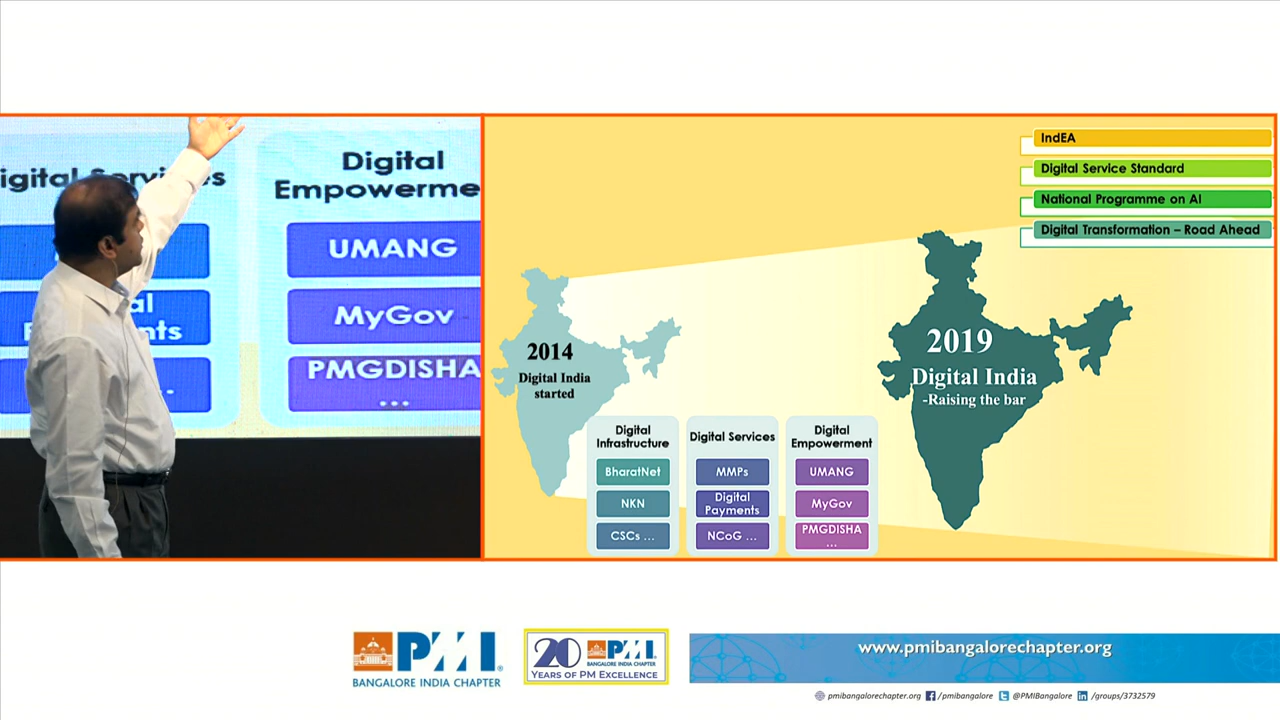 igital Services
Digital
Empowerme
UMANG
al
MyGov
PMGDISHA
...
IndEA
Digital Service Standard
National Programme on AI
Digital Transformation – Road Ahead
2014
Digital India
started
2019
Digital India
-Raising the bar
Digital
Infrastructure
BharatNet
NKN
CSCs ...
Digital Services
MMPs
Digital
Payments
NCoG ...
Digital
Empowerment
UMANG
MyGov
PMGDISHA
...
PMI
BANGALORE INDIA CHAPTER
20
PMI
BANGALORE INDIA CHAPTER
YEARS OF PM EXCELLENCE
www.pmibangalorechapter.org
pmibangalorechapter.org /pmibangalore @PMIBangalore /groups/3732579